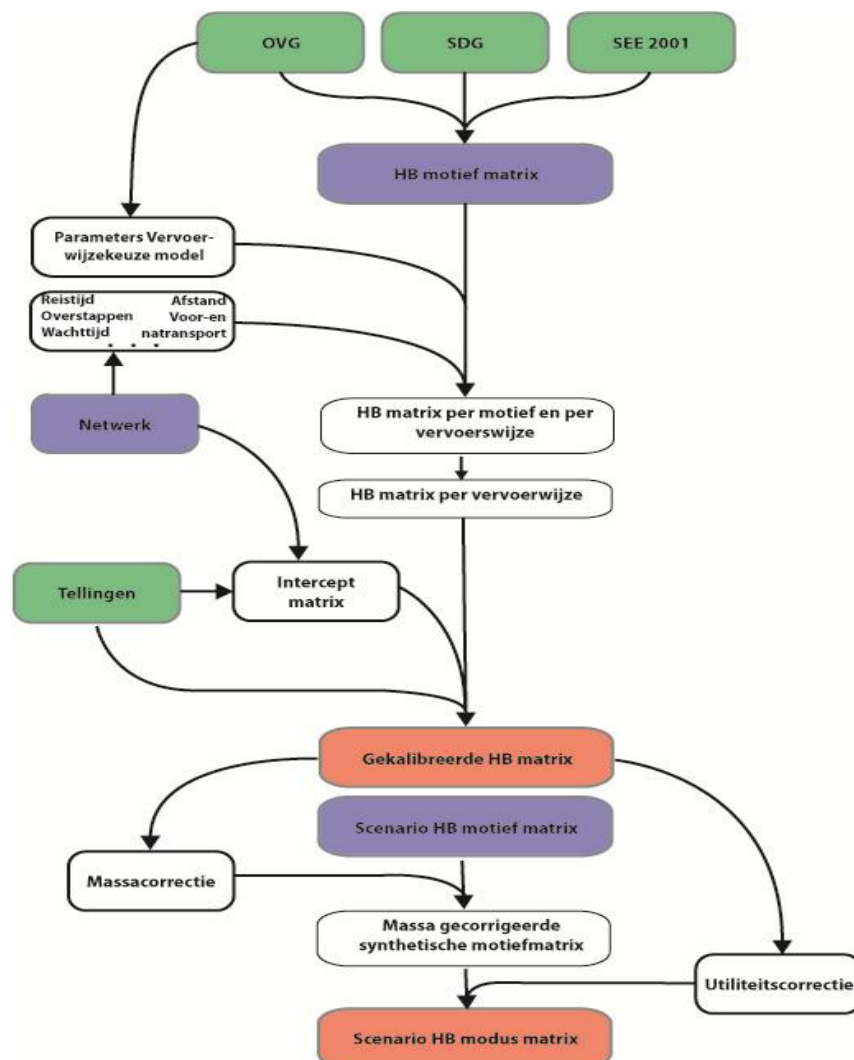 OVG
SDG
SEE 2001
HB motief matrix
Parameters Vervoer-
wijzekeuze model
Reistijd Afstand
Overstappen Voor-en
Wachttijd natransport
. . .
Netwerk
HB matrix per motief en per
vervoerswijze
HB matrix per vervoerwijze
Tellingen
Intercept
matrix
Gekalibreerde HB matrix
Scenario HB motief matrix
Massacorrectie
Massa gecorrigeerde
synthetische motiefmatrix
Utiliteitscorrectie
Scenario HB modus matrix